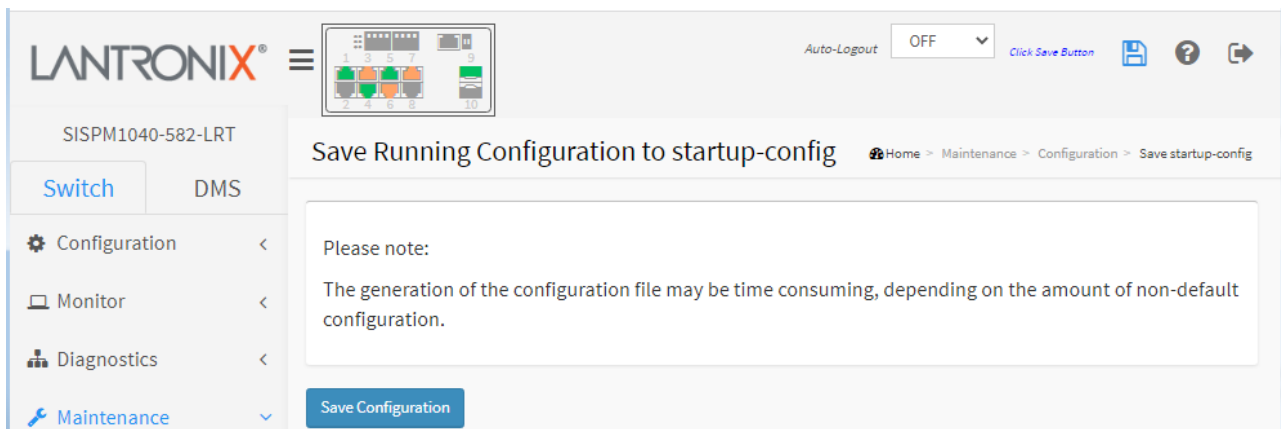 LANTRONIX®
1 3 5 7 9
2 4 6 8 10
Auto-Logout OFF Click Save Button
SISPM1040-582-LRT
Switch DMS
Configuration
Monitor
Diagnostics
Maintenance
Save Running Configuration to startup-config
Home > Maintenance > Configuration > Save startup-config
Please note:
The generation of the configuration file may be time consuming, depending on the amount of non-default
configuration.
Save Configuration